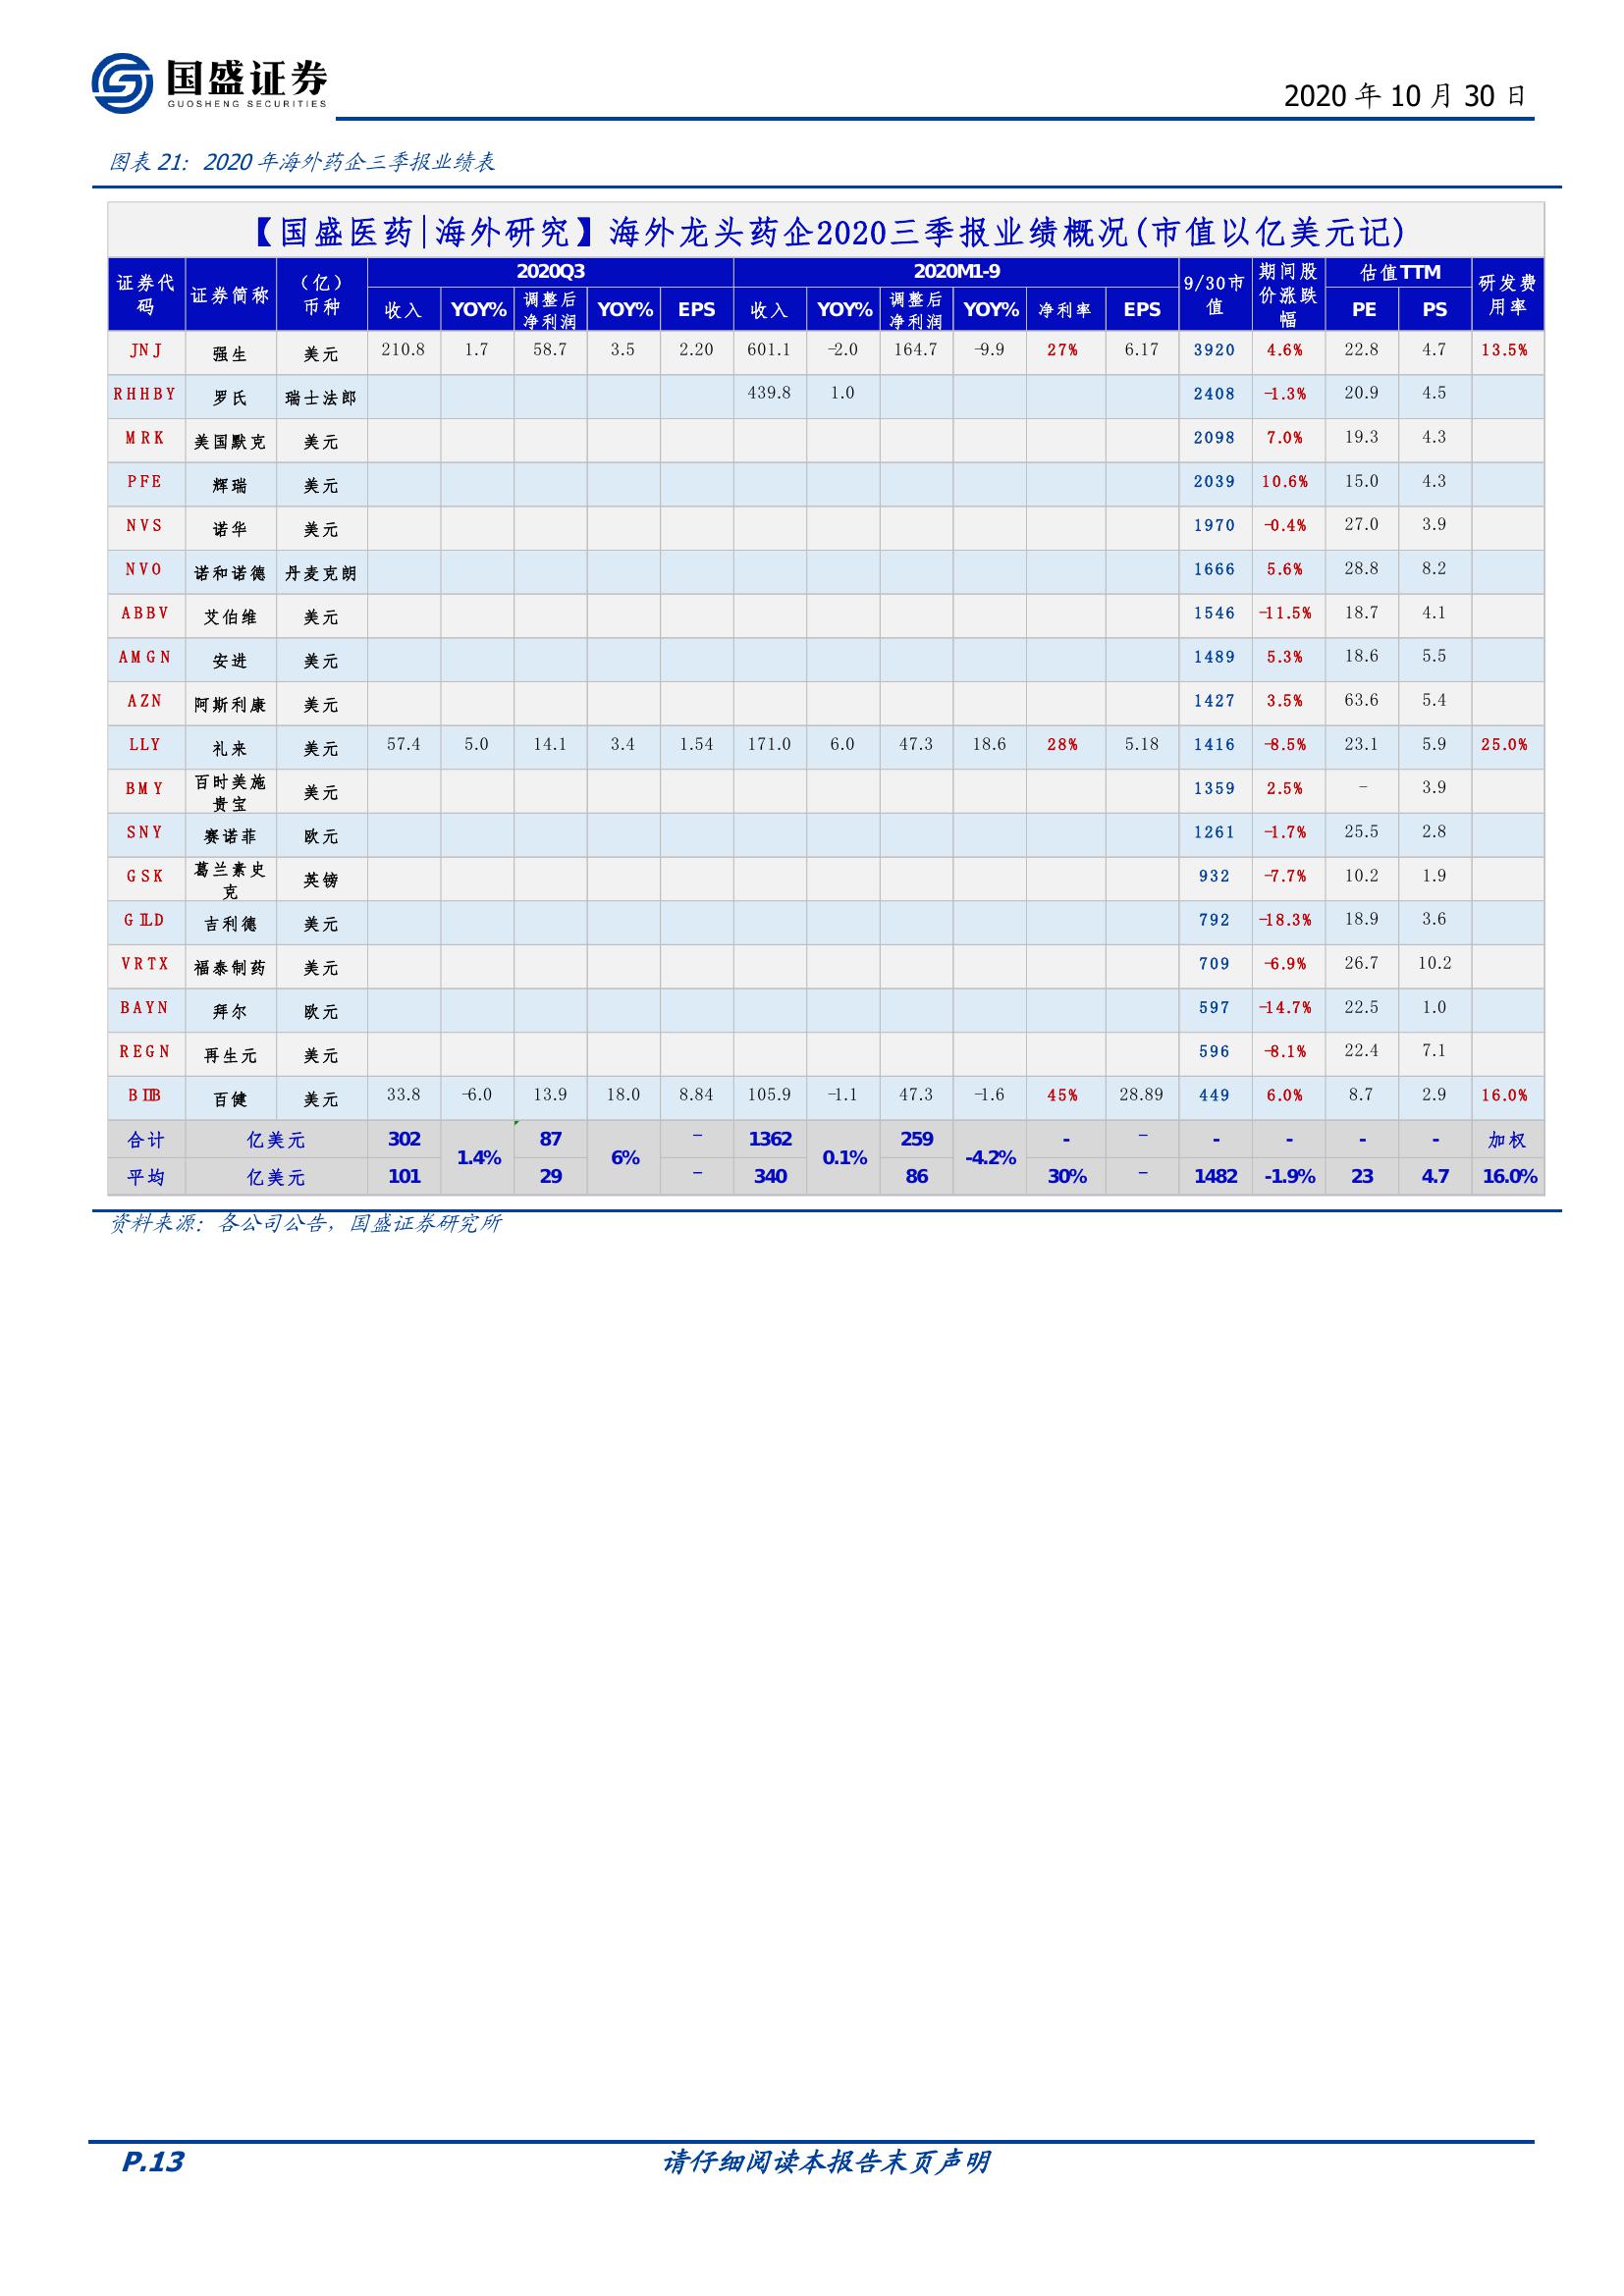 国盛证券
GUOSHENG SECURITIES
2020 年 10 月 30 日
图表 21：2020 年海外药企三季报业绩表
【国盛医药|海外研究】海外龙头药企2020三季报业绩概况(市值以亿美元记)
证券代码 证券简称 （亿）币种 2020Q3 2020M1-9 9/30市值 期间股价涨跌幅 估值TTM 研发费用率
收入 YOY% 调整后净利润 YOY% EPS 收入 YOY% 调整后净利润 YOY% 净利率 EPS PE PS
JNJ 强生 美元 210.8 1.7 58.7 3.5 2.20 601.1 -2.0 164.7 -9.9 27% 6.17 3920 4.6% 22.8 4.7 13.5%
RHHBY 罗氏 瑞士法郎 439.8 1.0 2408 -1.3% 20.9 4.5
MRK 美国默克 美元 2098 7.0% 19.3 4.3
PFE 辉瑞 美元 2039 10.6% 15.0 4.3
NVS 诺华 美元 1970 -0.4% 27.0 3.9
NVO 诺和诺德 丹麦克朗 1666 5.6% 28.8 8.2
ABBV 艾伯维 美元 1546 -11.5% 18.7 4.1
AMGN 安进 美元 1489 5.3% 18.6 5.5
AZN 阿斯利康 美元 1427 3.5% 63.6 5.4
LLY 礼来 美元 57.4 5.0 14.1 3.4 1.54 171.0 6.0 47.3 18.6 28% 5.18 1416 -8.5% 23.1 5.9 25.0%
BMY 百时美施贵宝 美元 1359 2.5% - 3.9
SNY 赛诺菲 欧元 1261 -1.7% 25.5 2.8
GSK 葛兰素史克 英镑 932 -7.7% 10.2 1.9
GILD 吉利德 美元 792 -18.3% 18.9 3.6
VRTX 福泰制药 美元 709 -6.9% 26.7 10.2
BAYN 拜尔 欧元 597 -14.7% 22.5 1.0
REGN 再生元 美元 596 -8.1% 22.4 7.1
BIIB 百健 美元 33.8 -6.0 13.9 18.0 8.84 105.9 -1.1 47.3 -1.6 45% 28.89 449 6.0% 8.7 2.9 16.0%
合计 亿美元 302 1.4% 87 6% - 1362 0.1% 259 -4.2% - - - - - - 加权
平均 亿美元 101 29 - 340 86 30% - 1482 -1.9% 23 4.7 16.0%
资料来源：各公司公告，国盛证券研究所
P.13 请仔细阅读本报告末页声明